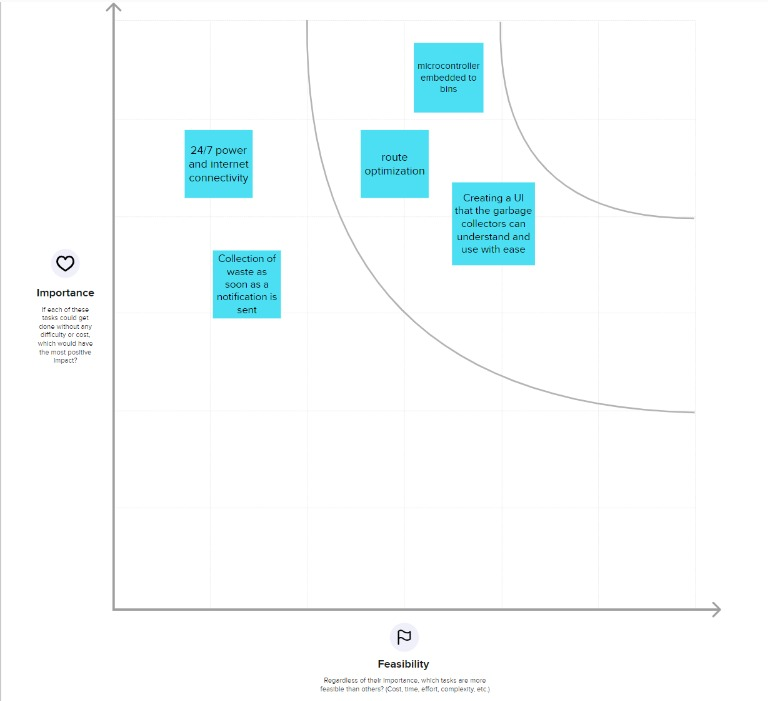 microcontroller
embedded to
bins
24/7 power
and internet
connectivity
route
optimization
Creating a UI
that the garbage
collectors can
understand and
use with ease
Collection of
waste as
soon as a
notification is
sent
Importance
If each of these
tasks could get
done without any
difficulty or cost,
which would have
the most positive
impact?
Feasibility
Regardless of their importance, which tasks are more
feasible than others? (Cost, time, effort, complexity, etc.)